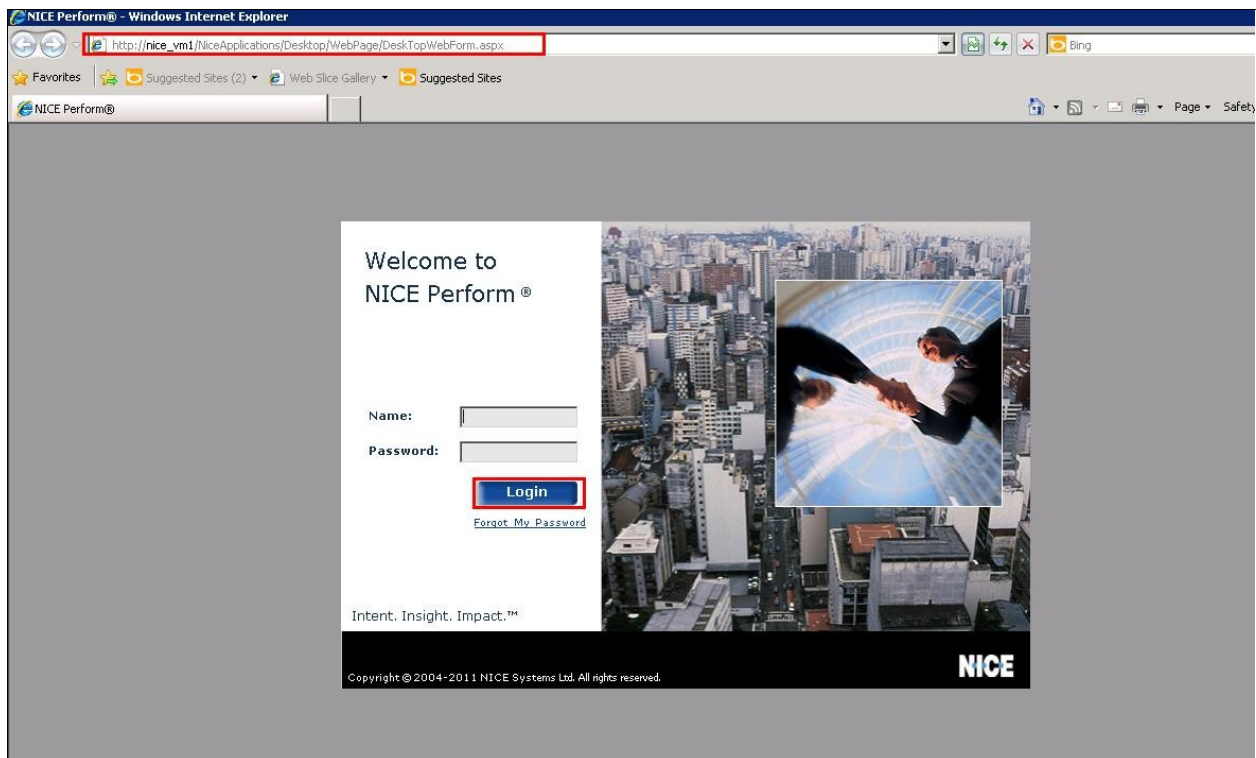 NICE Perform® - Windows Internet Explorer
http://nice_vm1/NiceApplications/Desktop/WebPage/DeskTopWebForm.aspx
Bing
Favorites Suggested Sites (2) Web Slice Gallery Suggested Sites
NICE Perform®
Page Safety
Welcome to
NICE Perform ®
Name:
Password:
Login
Forgot My Password
Intent. Insight. Impact.™
NICE
Copyright © 2004-2011 NICE Systems Ltd. All rights reserved.